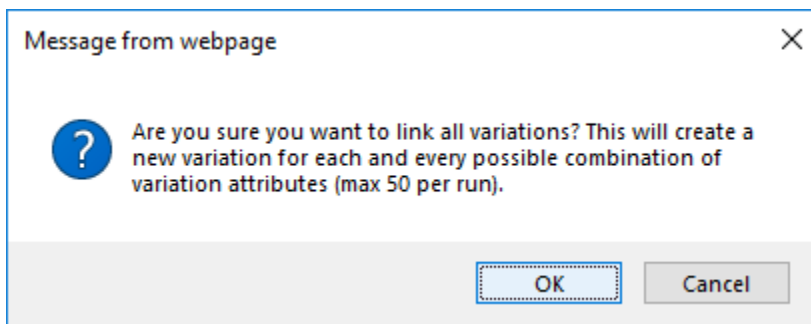 Message from webpage
?
Are you sure you want to link all variations? This will create a
new variation for each and every possible combination of
variation attributes (max 50 per run).
OK
Cancel